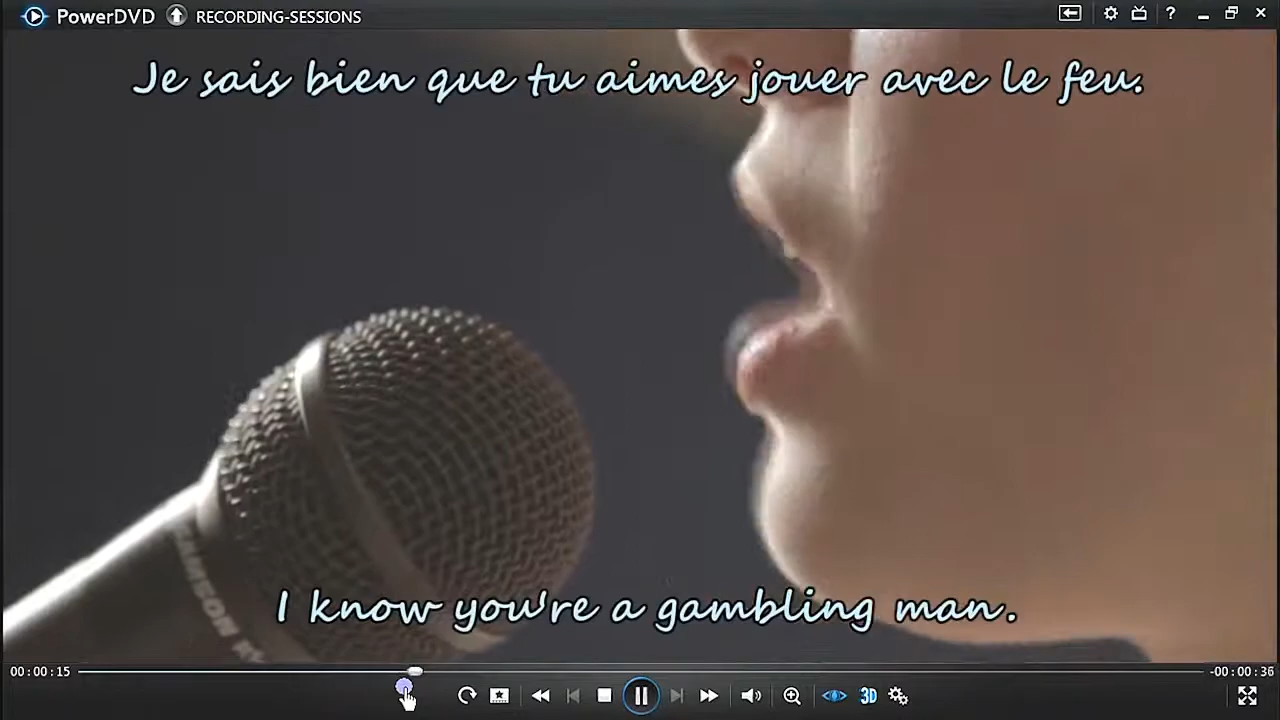 PowerDVD RECORDING-SESSIONS
Je sais bien que tu aimes jouer avec le feu.
SAMSON
I know you're a gambling man.
00:00:15
-00:00:36
3D